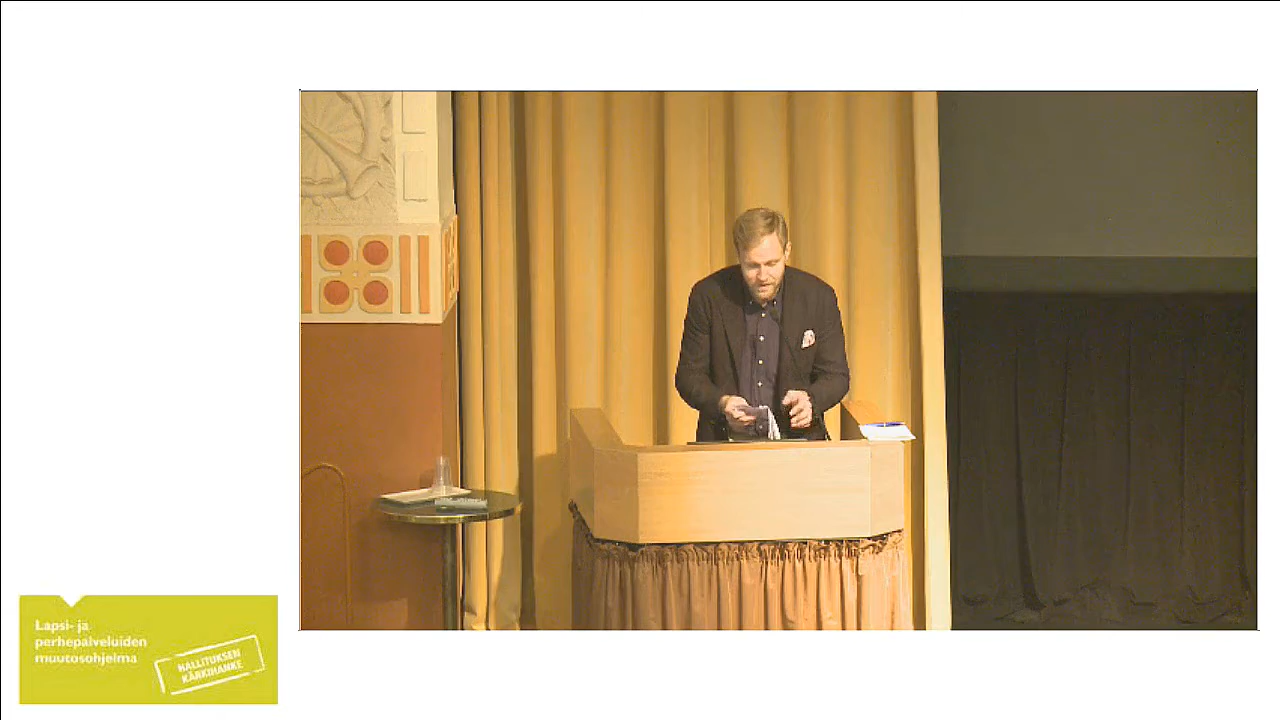 Lapsi- ja
perhepalveluiden
muutosohjelma
HALLITUKSEN
KÄRKIHANKE